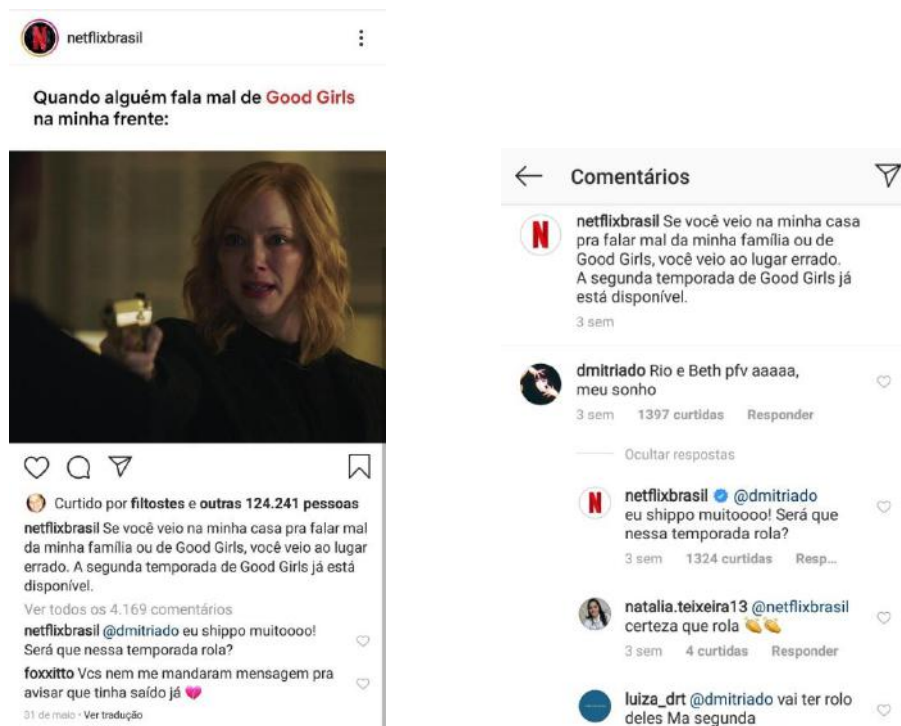 netflixbrasil
Quando alguém fala mal de Good Girls
na minha frente:
Curtido por filtostes e outras 124.241 pessoas
netflixbrasil Se você veio na minha casa pra falar mal
da minha família ou de Good Girls, você veio ao lugar
errado. A segunda temporada de Good Girls já está
disponível.
Ver todos os 4.169 comentários
netflixbrasil @dmitriado eu shippo muitoooo!
Será que nessa temporada rola?
foxxitto Vcs nem me mandaram mensagem pra
avisar que tinha saído já 💔
31 de maio · Ver tradução
Comentários
netflixbrasil Se você veio na minha casa
pra falar mal da minha família ou de
Good Girls, você veio ao lugar errado.
A segunda temporada de Good Girls já
está disponível.
3 sem
dmitriado Rio e Beth pfv aaaaa,
meu sonho
3 sem 1397 curtidas Responder
Ocultar respostas
netflixbrasil @dmitriado
eu shippo muitoooo! Será que
nessa temporada rola?
3 sem 1324 curtidas Resp...
natalia.teixeira13 @netflixbrasil
certeza que rola 👏👏
3 sem 4 curtidas Responder
luiza_drt @dmitriado vai ter rolo
deles Ma segunda